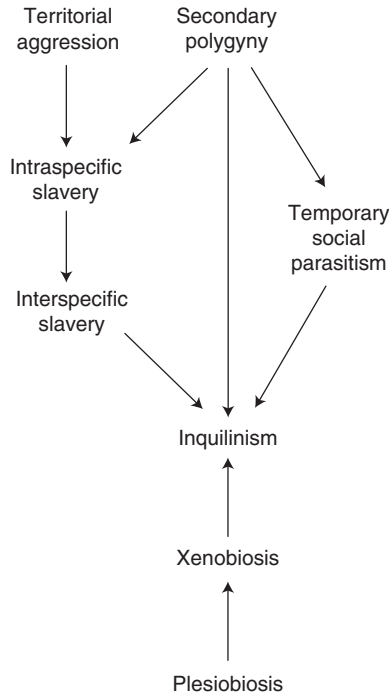 Territorial
aggression
Secondary
polygyny
Intraspecific
slavery
Temporary
social
parasitism
Interspecific
slavery
Inquilinism
Xenobiosis
Plesiobiosis